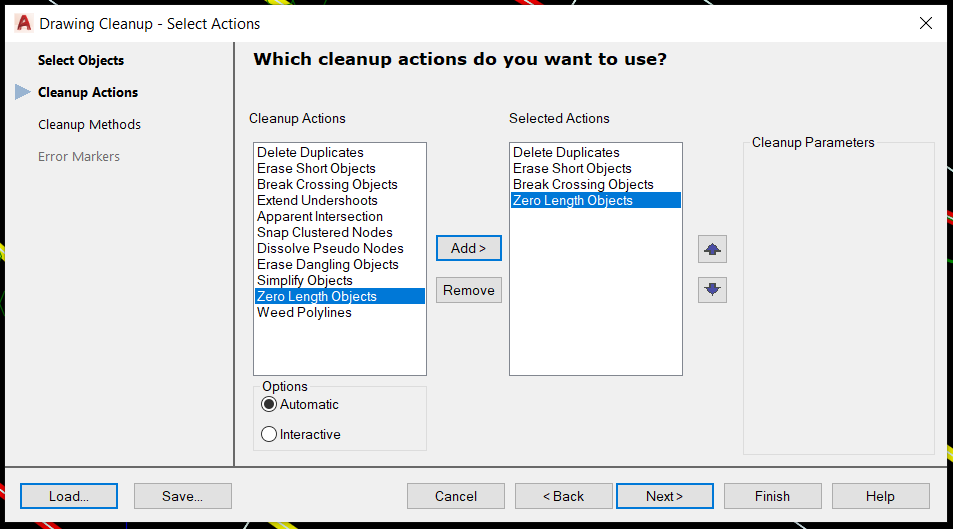 Drawing Cleanup - Select Actions
Select Objects
Cleanup Actions
Cleanup Methods
Error Markers
Which cleanup actions do you want to use?
Cleanup Actions
Delete Duplicates
Erase Short Objects
Break Crossing Objects
Extend Undershoots
Apparent Intersection
Snap Clustered Nodes
Dissolve Pseudo Nodes
Erase Dangling Objects
Simplify Objects
Zero Length Objects
Weed Polylines
Options
Automatic
Interactive
Add >
Remove
Selected Actions
Delete Duplicates
Erase Short Objects
Break Crossing Objects
Zero Length Objects
Cleanup Parameters
Load...
Save...
Cancel
< Back
Next >
Finish
Help